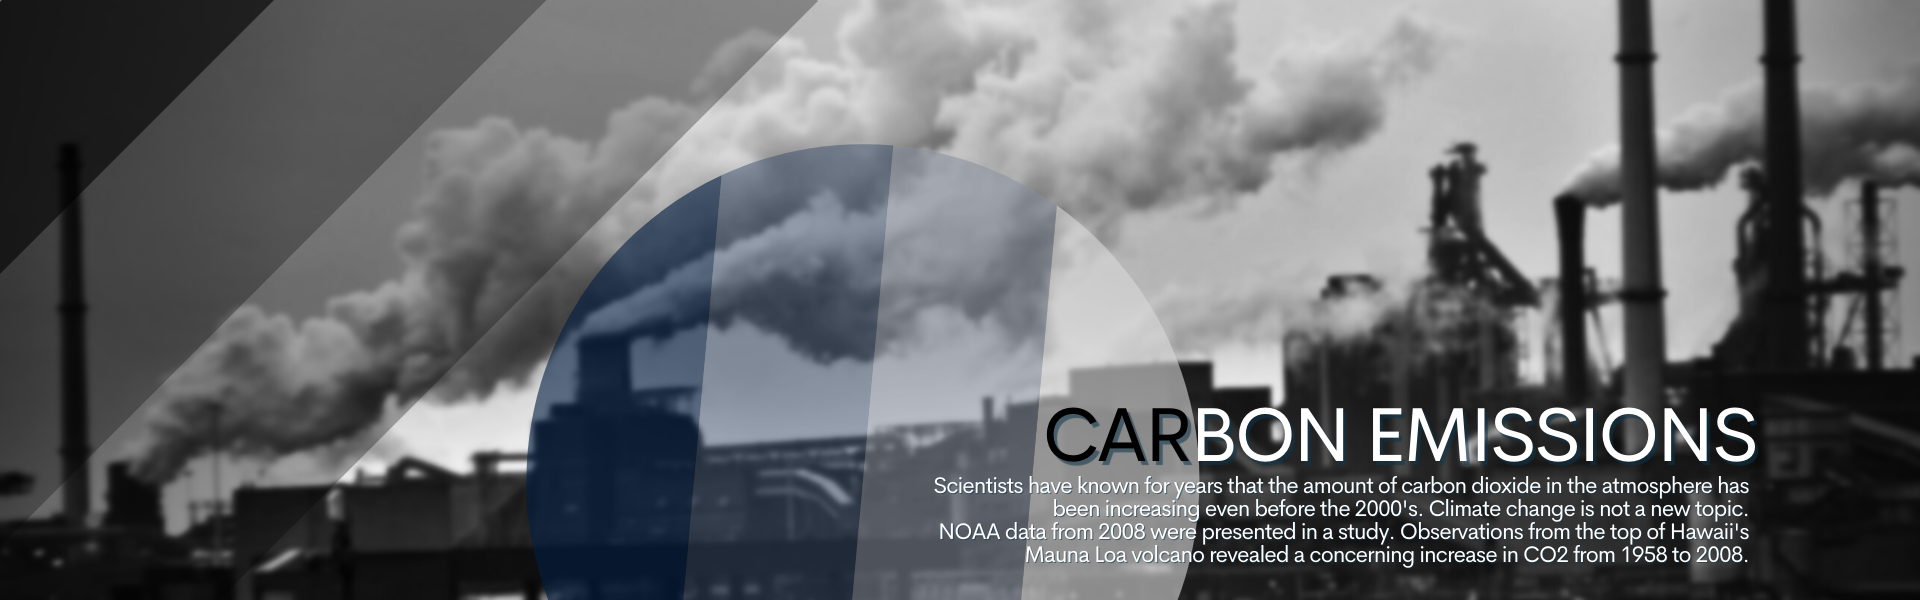 CARBON EMISSIONS
Scientists have known for years that the amount of carbon dioxide in the atmosphere has
been increasing even before the 2000's. Climate change is not a new topic.
NOAA data from 2008 were presented in a study. Observations from the top of Hawaii's
Mauna Loa volcano revealed a concerning increase in CO2 from 1958 to 2008.